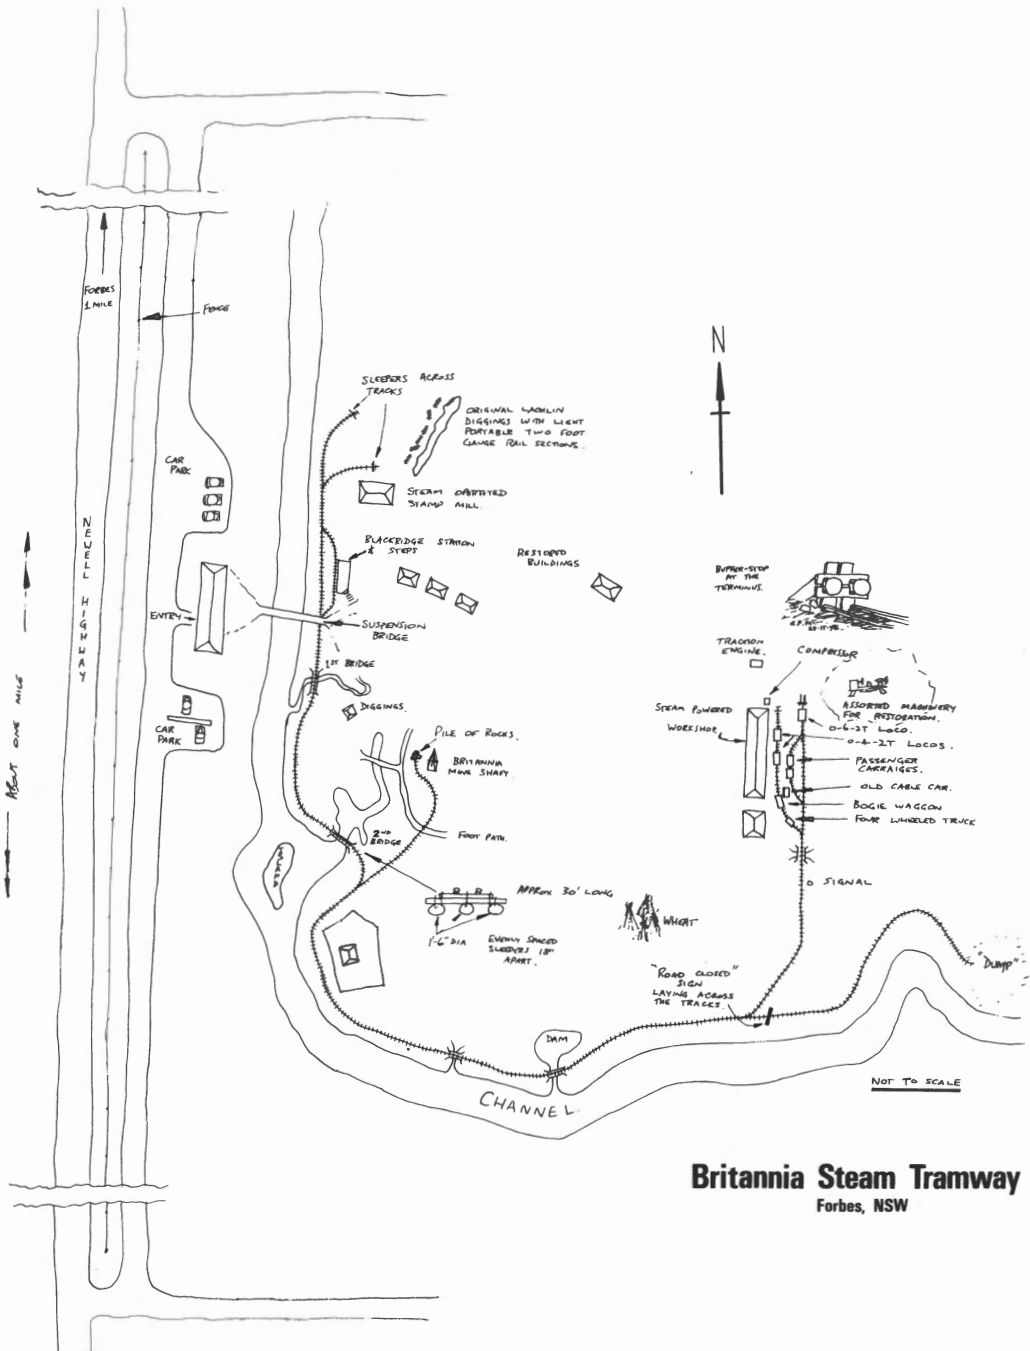 FORBES
1 MILE
FENCE
N
SLEEPERS ACROSS
TRACKS
ORIGINAL LACHLIN
DIGGINGS WITH LIGHT
PORTABLE TWO FOOT
GAUGE RAIL SECTIONS.
CAR
PARK
STEAM OPERATED
STAMP MILL.
NEWELL HIGHWAY
BLACKRIDGE STATION
& STEPS
RESTORED
BUILDINGS
BUFFER-STOP
AT THE
TERMINUS.
ENTRY
SUSPENSION
BRIDGE
TRACTION
ENGINE.
COMPRESSOR
1ST BRIDGE
ASSORTED MACHINERY
FOR RESTORATION.
DIGGINGS.
STEAM POWERED
WORKSHOP
0-6-2T LOCO.
0-4-2T LOCOS.
CAR
PARK
PILE OF ROCKS.
BRITANNIA
MINE SHAFT
PASSENGER
CARRAIGES.
OLD CABLE CAR.
BOGIE WAGGON
FOUR WHEELED TRUCK
ABOUT ONE MILE
2ND
BRIDGE
FOOT PATH.
APPROX 30' LONG
SIGNAL
WHEAT
1'-6" DIA
EVENLY SPACED
SLEEPERS 18"
APART.
"ROAD CLOSED"
SIGN
LAYING ACROSS
THE TRACKS.
"DUMP"
DAM
CHANNEL
NOT TO SCALE
Britannia Steam Tramway
Forbes, NSW